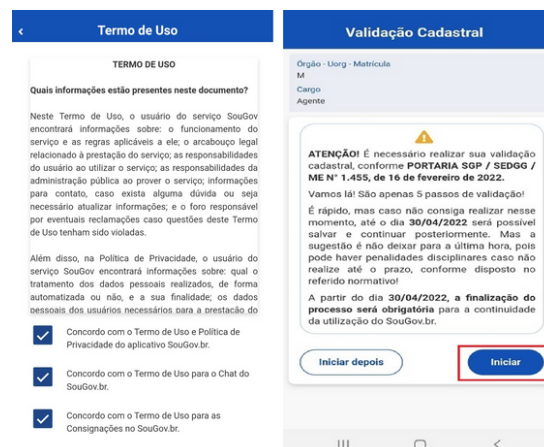 Termo de Uso
TERMO DE USO
Quais informações estão presentes neste documento?
Neste Termo de Uso, o usuário do serviço SouGov
encontrará informações sobre: o funcionamento do
serviço e as regras aplicáveis a ele; o arcabouço legal
relacionado à prestação do serviço; as responsabilidades
do usuário ao utilizar o serviço; as responsabilidades da
administração pública ao prover o serviço; informações
para contato, caso exista alguma dúvida ou seja
necessário atualizar informações; e o foro responsável
por eventuais reclamações caso questões deste Termo
de Uso tenham sido violadas.
Além disso, na Política de Privacidade, o usuário do
serviço SouGov encontrará informações sobre: qual o
tratamento dos dados pessoais realizados, de forma
automatizada ou não, e a sua finalidade; os dados
pessoais dos usuários necessários para a prestação do
Concordo com o Termo de Uso e Política de
Privacidade do aplicativo SouGov.br.
Concordo com o Termo de Uso para o Chat do
SouGov.br.
Concordo com o Termo de Uso para as
Consignações no SouGov.br.
Validação Cadastral
Órgão - Uorg - Matrícula
M
Cargo
Agente
ATENÇÃO! É necessário realizar sua validação
cadastral, conforme PORTARIA SGP / SEDGG /
ME N° 1.455, de 16 de fevereiro de 2022.
Vamos lá! São apenas 5 passos de validação!
É rápido, mas caso não consiga realizar nesse
momento, até o dia 30/04/2022 será possível
salvar e continuar posteriormente. Mas a
sugestão é não deixar para a última hora, pois
pode haver penalidades disciplinares caso não
realize até o prazo, conforme disposto no
referido normativo!
A partir do dia 30/04/2022, a finalização do
processo será obrigatória para a continuidade
da utilização do SouGov.br.
Iniciar depois
Iniciar